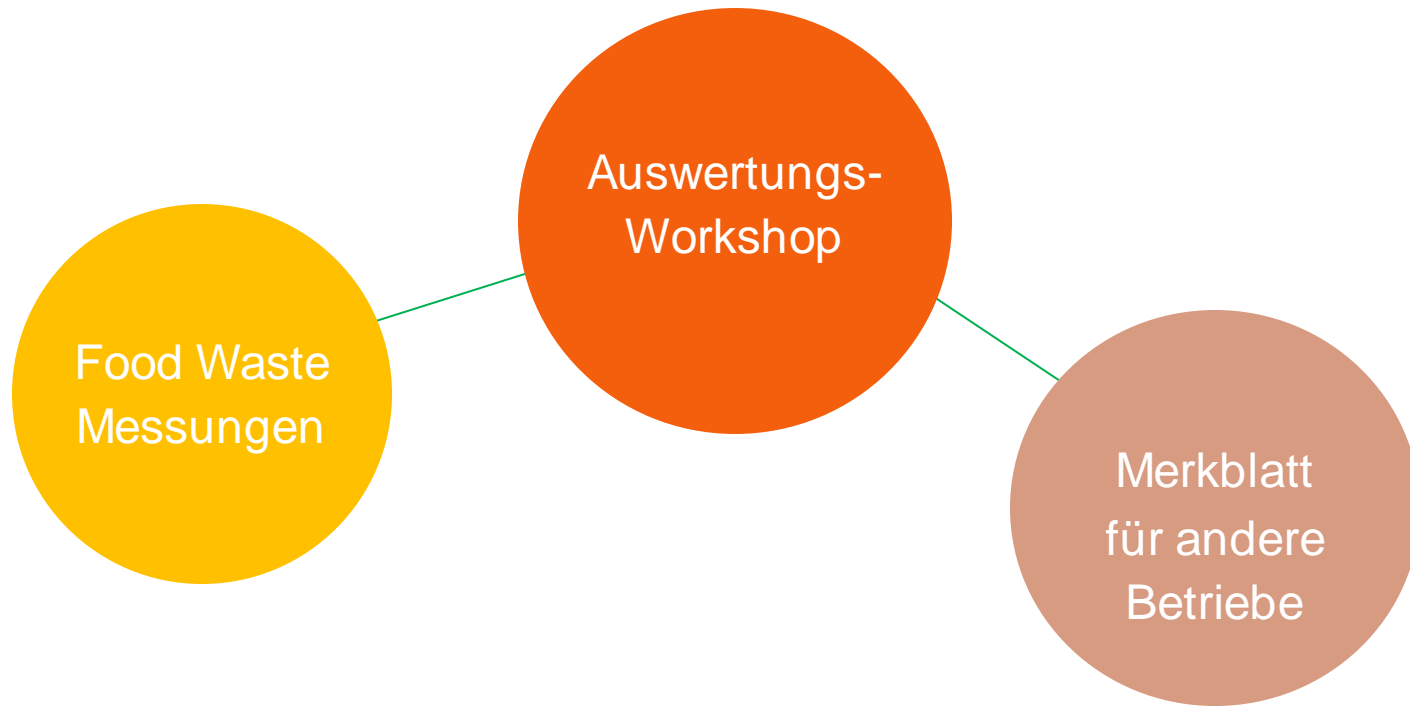 Food Waste
Messungen
Auswertungs-
Workshop
Merkblatt
für andere
Betriebe